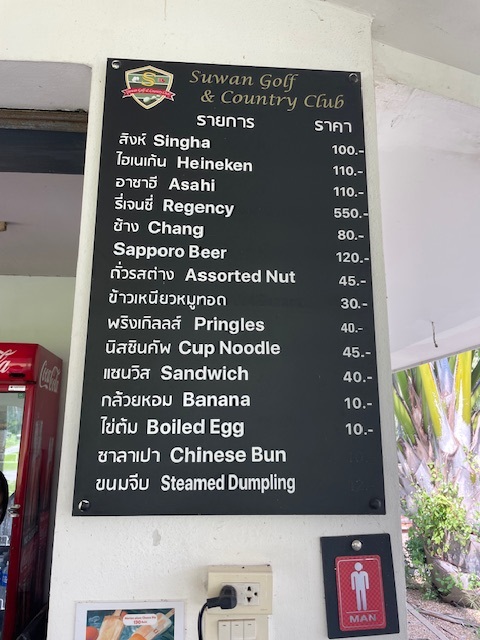 Suwan Golf
& Country Club
รายการ ราคา
สิงห์ Singha 100.-
ไฮเนเก้น Heineken 110.-
อาซาฮี Asahi 110.-
รีเจนซี่ Regency 550.-
ช้าง Chang 80.-
Sapporo Beer 120.-
ถั่วรสต่าง Assorted Nut 45.-
ข้าวเหนียวหมูทอด 30.-
พริงเกิลลส์ Pringles 40.-
นิสชินคัพ Cup Noodle 45.-
แซนวิส Sandwich 40.-
กล้วยหอม Banana 10.-
ไข่ต้ม Boiled Egg 10.-
ซาลาเปา Chinese Bun
ขนมจีบ Steamed Dumpling
Coca-Cola
MAN